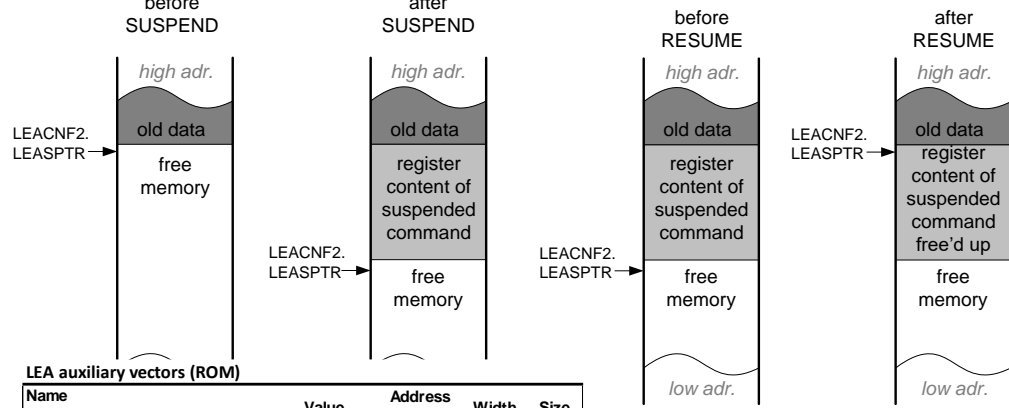 before
SUSPEND
high adr.
old data
LEACNF2.
LEASPTR
free
memory
after
SUSPEND
high adr.
old data
register
content of
suspended
command
LEACNF2.
LEASPTR
free
memory
before
RESUME
high adr.
old data
register
content of
suspended
command
LEACNF2.
LEASPTR
free
memory
low adr.
after
RESUME
high adr.
old data
LEACNF2.
LEASPTR
register
content of
suspended
command
free'd up
free
memory
low adr.
LEA auxiliary vectors (ROM)
Name Value Address Width Size